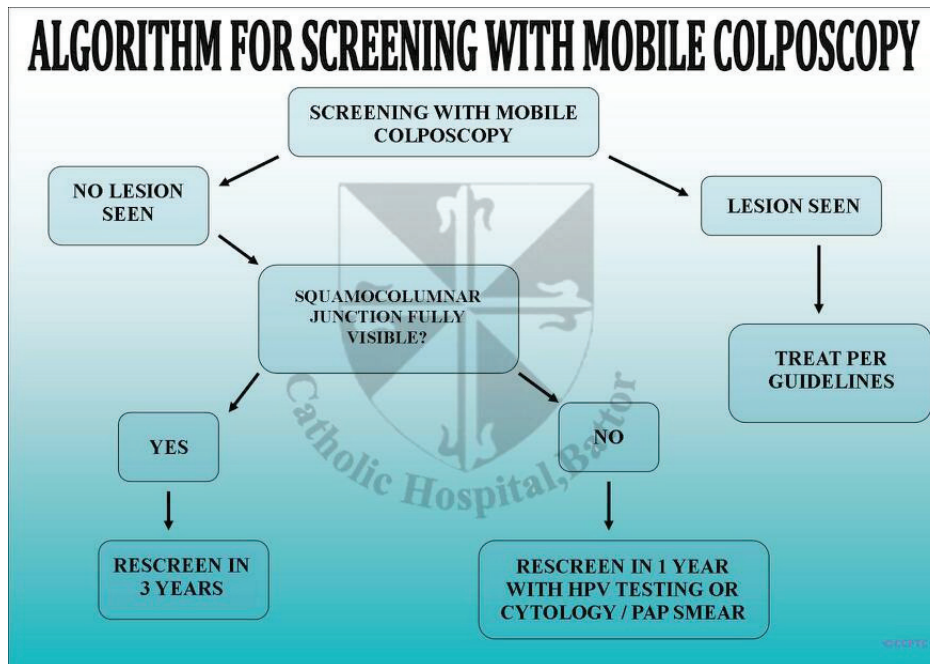 ALGORITHM FOR SCREENING WITH MOBILE COLPOSCOPY
SCREENING WITH MOBILE
COLPOSCOPY
NO LESION
SEEN
LESION SEEN
SQUAMOCOLUMNAR
JUNCTION FULLY
VISIBLE?
TREAT PER
GUIDELINES
YES
NO
Catholic Hospital, Battor
RESCREEN IN
3 YEARS
RESCREEN IN 1 YEAR
WITH HPV TESTING OR
CYTOLOGY / PAP SMEAR